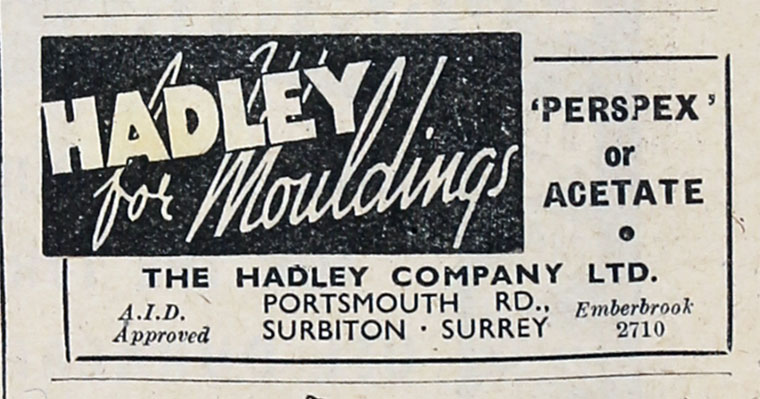 HADLEY
for Mouldings
'PERSPEX'
or
ACETATE
THE HADLEY COMPANY LTD.
A.I.D.
Approved
PORTSMOUTH RD.,
SURBITON · SURREY
Emberbrook
2710